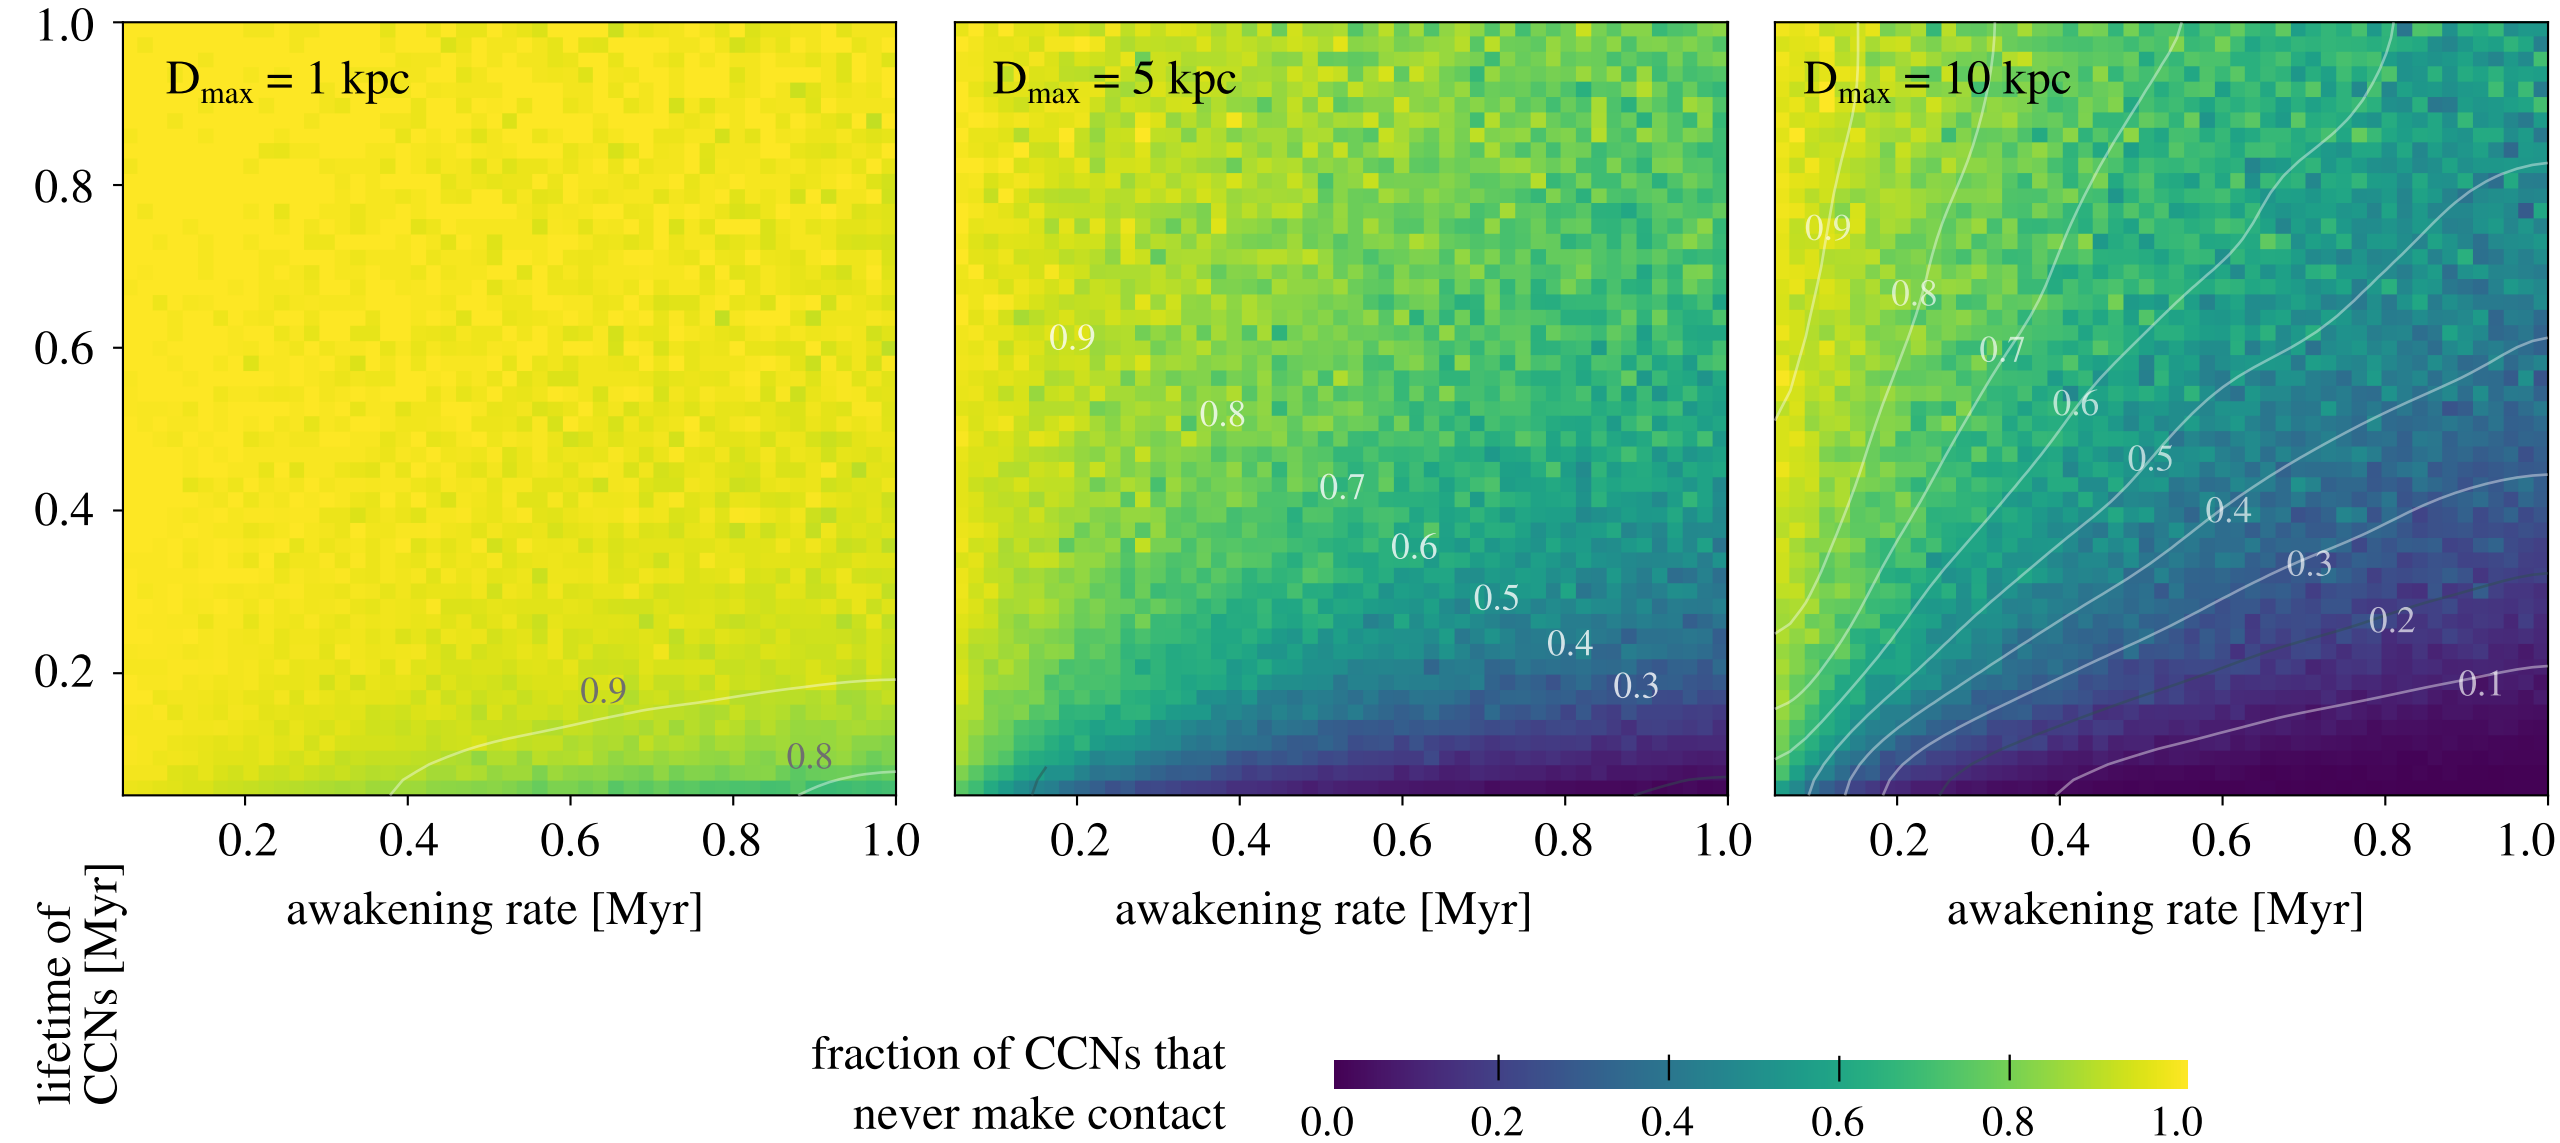 1.0
0.8
0.6
0.4
0.2
Dmax = 1 kpc
0.9
0.8
0.2 0.4 0.6 0.8 1.0
awakening rate [Myr]
Dmax = 5 kpc
0.9
0.8
0.7
0.6
0.5
0.4
0.3
0.2 0.4 0.6 0.8 1.0
awakening rate [Myr]
Dmax = 10 kpc
0.9
0.8
0.7
0.6
0.5
0.4
0.3
0.2
0.1
0.2 0.4 0.6 0.8 1.0
awakening rate [Myr]
lifetime of
CCNs [Myr]
fraction of CCNs that
never make contact
0.0 0.2 0.4 0.6 0.8 1.0